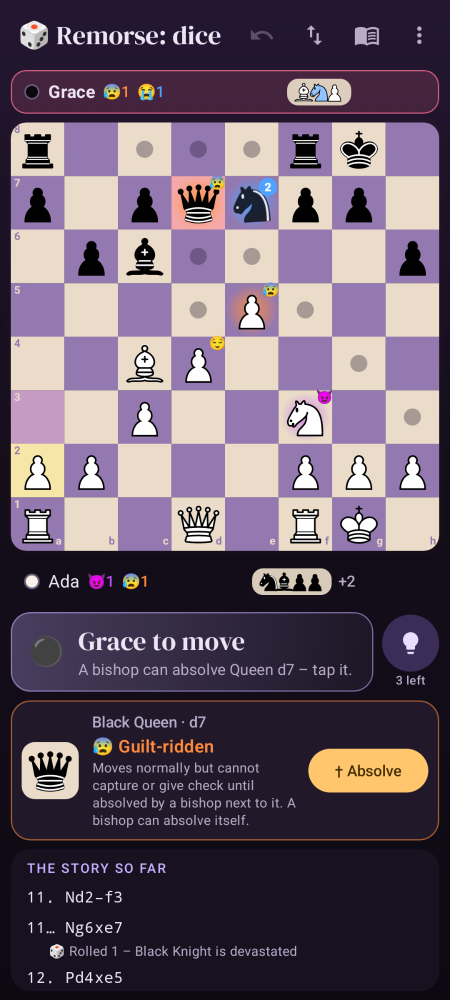 Remorse: dice
Grace 1 1
8
7
2
6
5
4
3
2
1
a b c d e f g h
Ada 1 1
+2
Grace to move
A bishop can absolve Queen d7 – tap it.
3 left
Black Queen · d7
Guilt-ridden
Moves normally but cannot
capture or give check until
absolved by a bishop next to it. A
bishop can absolve itself.
† Absolve
THE STORY SO FAR
11. Nd2–f3
11… Ng6xe7
Rolled 1 – Black Knight is devastated
12. Pd4xe5